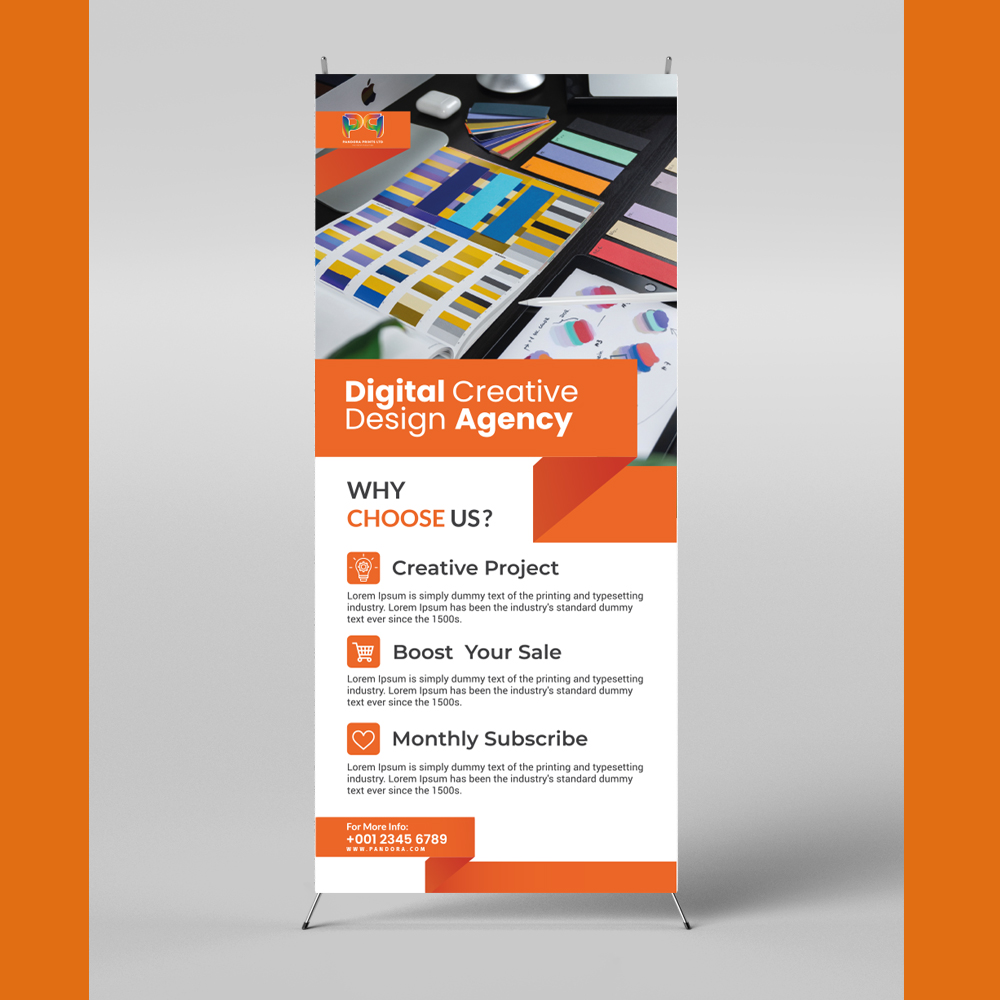 PANDORA PRINTS LTD
Digital Creative
Design Agency
WHY
CHOOSE US?
Creative Project
Lorem Ipsum is simply dummy text of the printing and typesetting
industry. Lorem Ipsum has been the industry's standard dummy
text ever since the 1500s.
Boost Your Sale
Lorem Ipsum is simply dummy text of the printing and typesetting
industry. Lorem Ipsum has been the industry's standard dummy
text ever since the 1500s.
Monthly Subscribe
Lorem Ipsum is simply dummy text of the printing and typesetting
industry. Lorem Ipsum has been the industry's standard dummy
text ever since the 1500s.
For More Info:
+001 2345 6789
WWW.PANDORA.COM